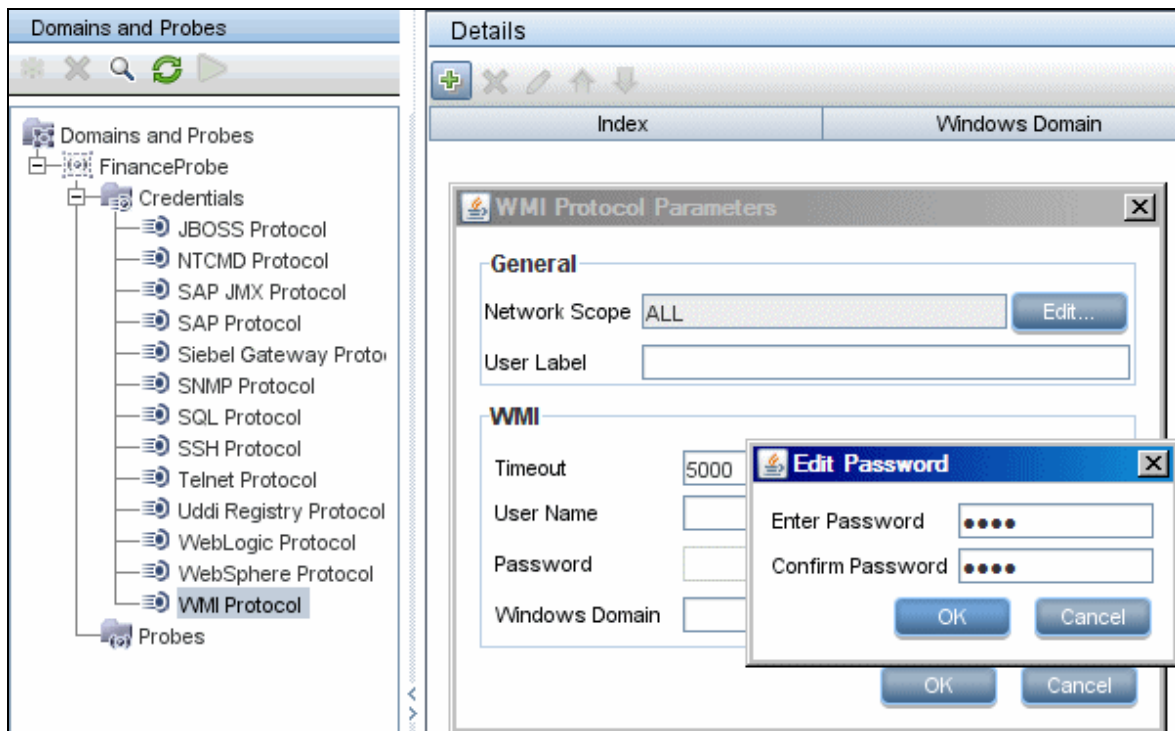 Domains and Probes
Domains and Probes
FinanceProbe
Credentials
JBOSS Protocol
NTCMD Protocol
SAP JMX Protocol
SAP Protocol
Siebel Gateway Proto
SNMP Protocol
SQL Protocol
SSH Protocol
Telnet Protocol
Uddi Registry Protocol
WebLogic Protocol
WebSphere Protocol
WMI Protocol
Probes
Details
Index Windows Domain
WMI Protocol Parameters
General
Network Scope ALL Edit...
User Label
WMI
Timeout 5000
User Name
Password
Windows Domain
OK Cancel
Edit Password
Enter Password ••••
Confirm Password ••••
OK Cancel